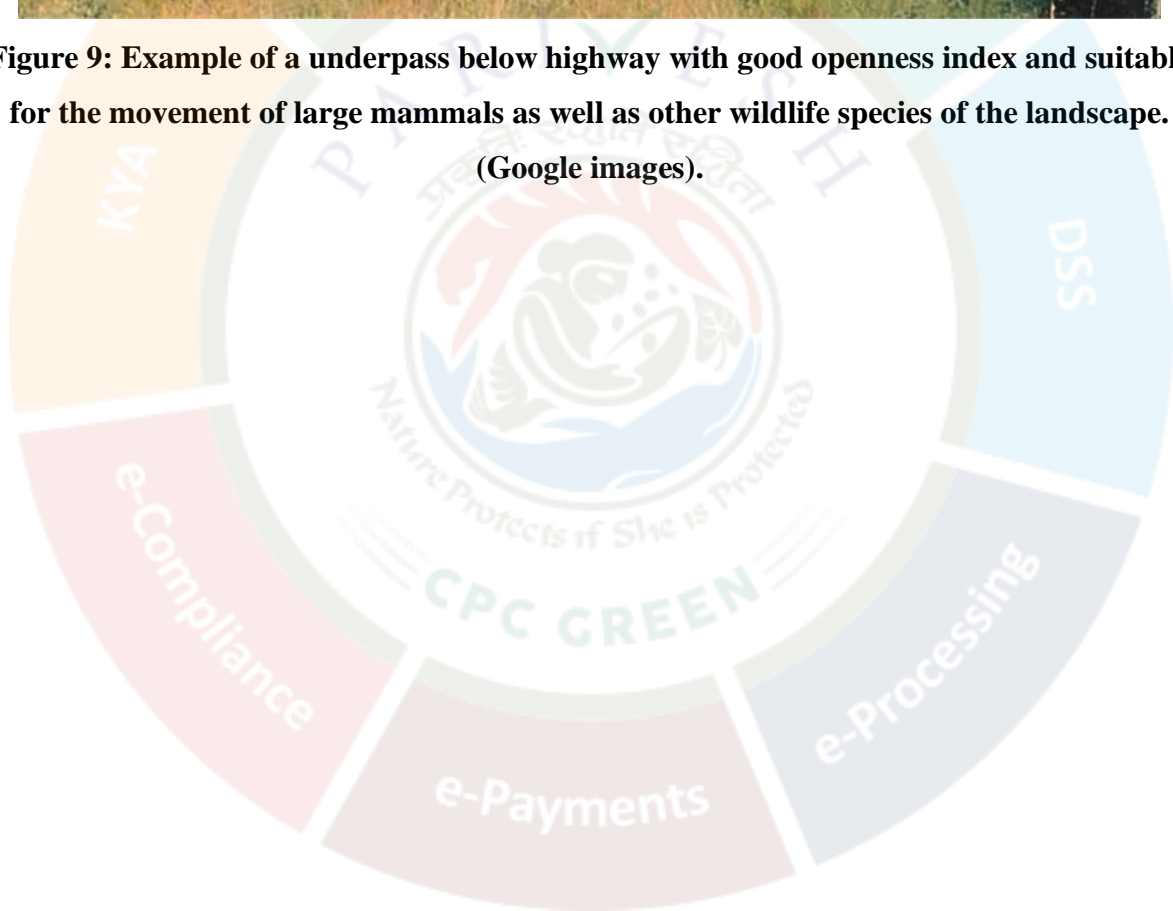 Figure 9: Example of a underpass below highway with good openness index and suitabl
for the movement of large mammals as well as other wildlife species of the landscape.
(Google images).
PARIVESH
KYA
DSS
Nature Protects if She is Protected
CPC GREEN
e-Compliance
e-Processing
e-Payments